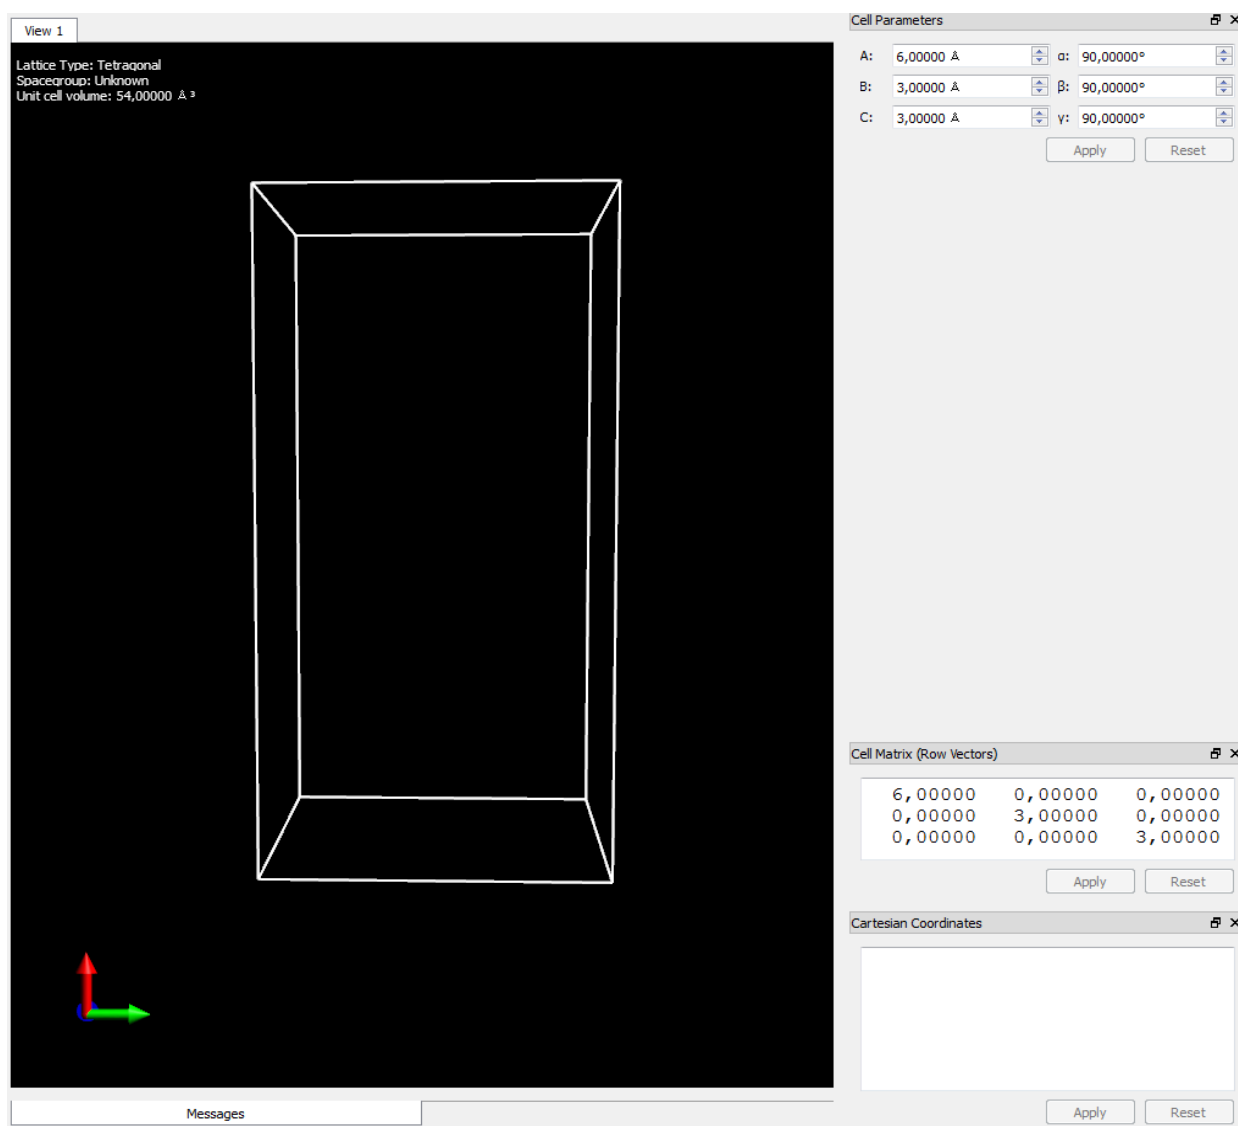 View 1
Lattice Type: Tetragonal
Spacegroup: Unknown
Unit cell volume: 54,00000 Å ³
Cell Parameters
A: 6,00000 Å α: 90,00000°
B: 3,00000 Å β: 90,00000°
C: 3,00000 Å γ: 90,00000°
Apply Reset
Cell Matrix (Row Vectors)
6,00000 0,00000 0,00000
0,00000 3,00000 0,00000
0,00000 0,00000 3,00000
Apply Reset
Cartesian Coordinates
Apply Reset
Messages